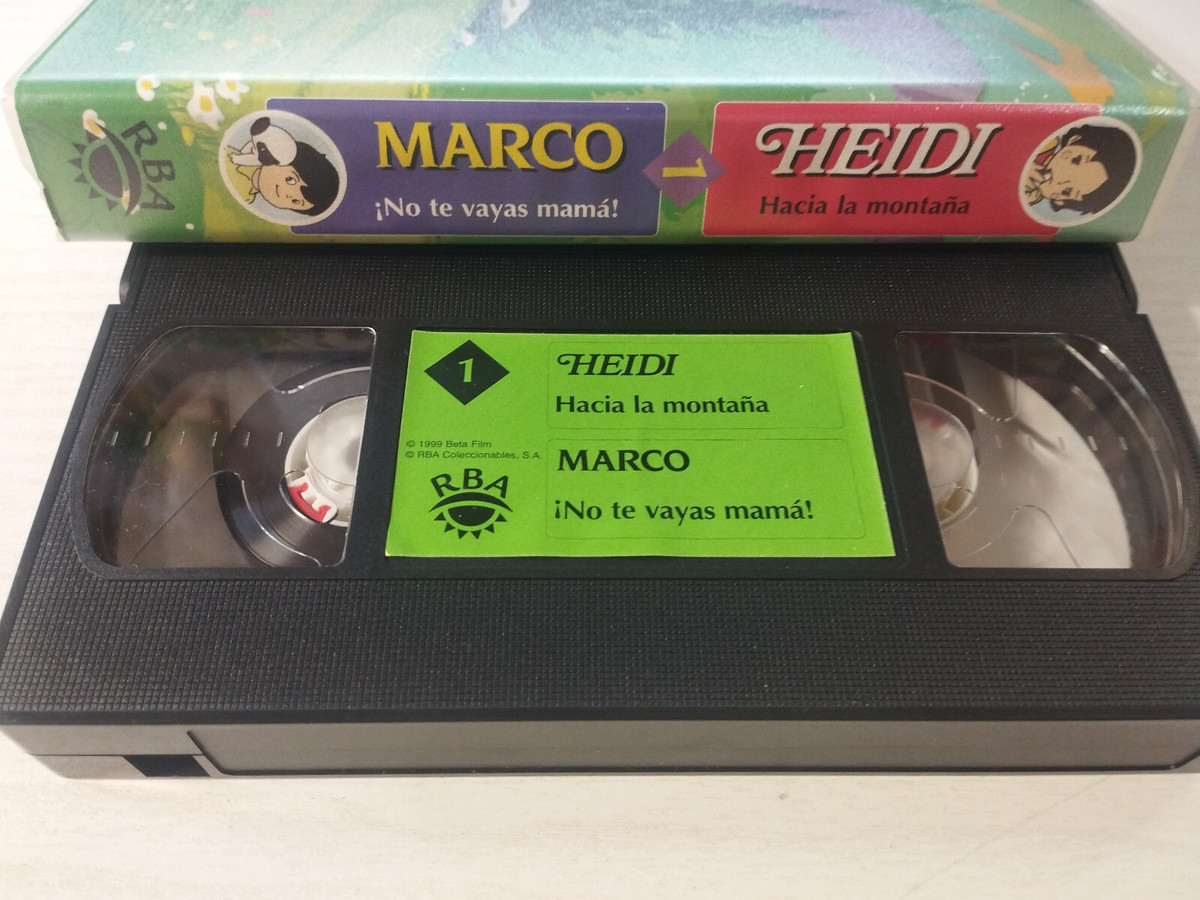 RBA
MARCO
¡No te vayas mamá!
1
HEIDI
Hacia la montaña
1
HEIDI
Hacia la montaña
© 1999 Beta Film
© RBA Coleccionables, S.A.
RBA
MARCO
¡No te vayas mamá!